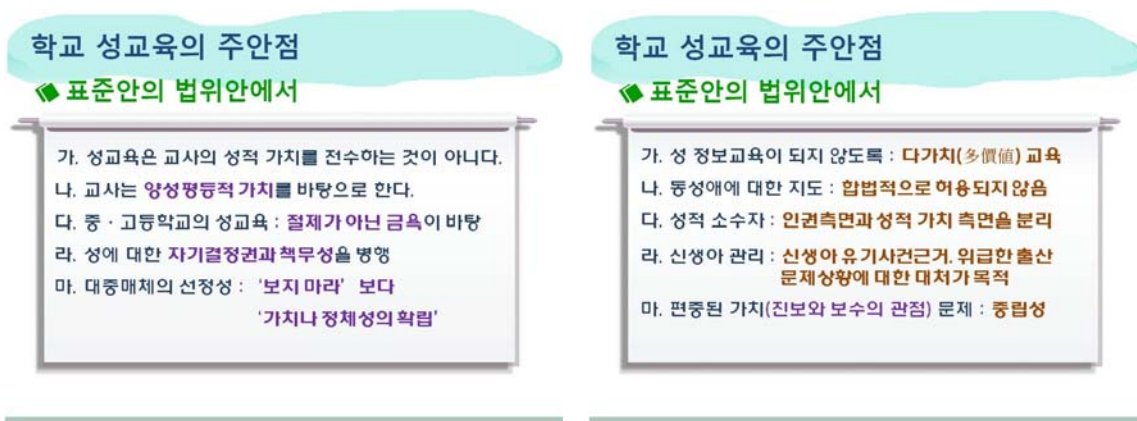 학교 성교육의 주안점
표준안의 법위안에서
가. 성교육은 교사의 성적 가치를 전수하는 것이 아니다.
나. 교사는 양성평등적 가치를 바탕으로 한다.
다. 중 · 고등학교의 성교육 : 절제가 아닌 금욕이 바탕
라. 성에 대한 자기결정권과 책무성을 병행
마. 대중매체의 선정성 : ‘보지 마라’ 보다
‘가치나 정체성의 확립’
학교 성교육의 주안점
표준안의 법위안에서
가. 성 정보교육이 되지 않도록 : 다가치(多價値) 교육
나. 동성애에 대한 지도 : 합법적으로 허용되지 않음
다. 성적 소수자 : 인권측면과 성적 가치 측면을 분리
라. 신생아 관리 : 신생아 유기사건근거. 위급한 출산
문제상황에 대한 대처가 목적
마. 편중된 가치(진보와 보수의 관점) 문제 : 중립성